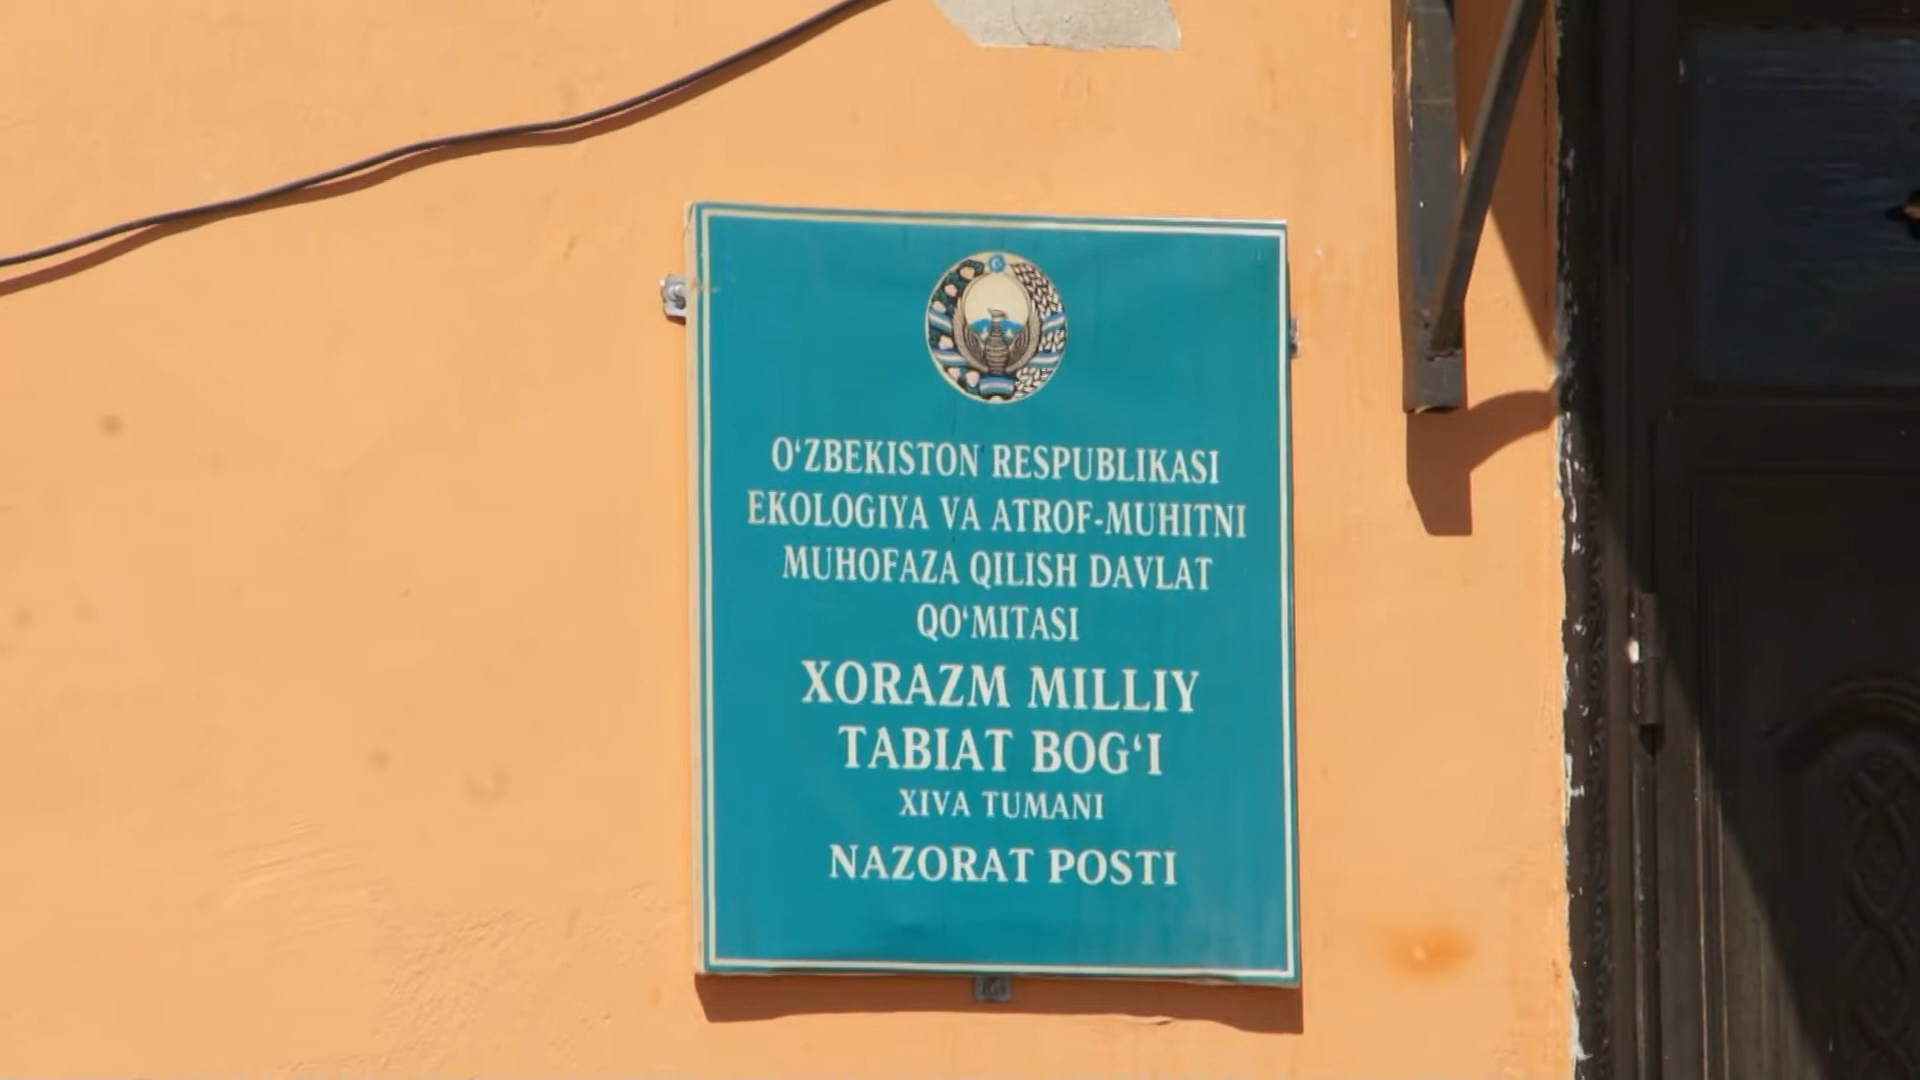 O‘ZBEKISTON RESPUBLIKASI
EKOLOGIYA VA ATROF-MUHITNI
MUHOFAZA QILISH DAVLAT
QO‘MITASI
XORAZM MILLIY
TABIAT BOG‘I
XIVA TUMANI
NAZORAT POSTI